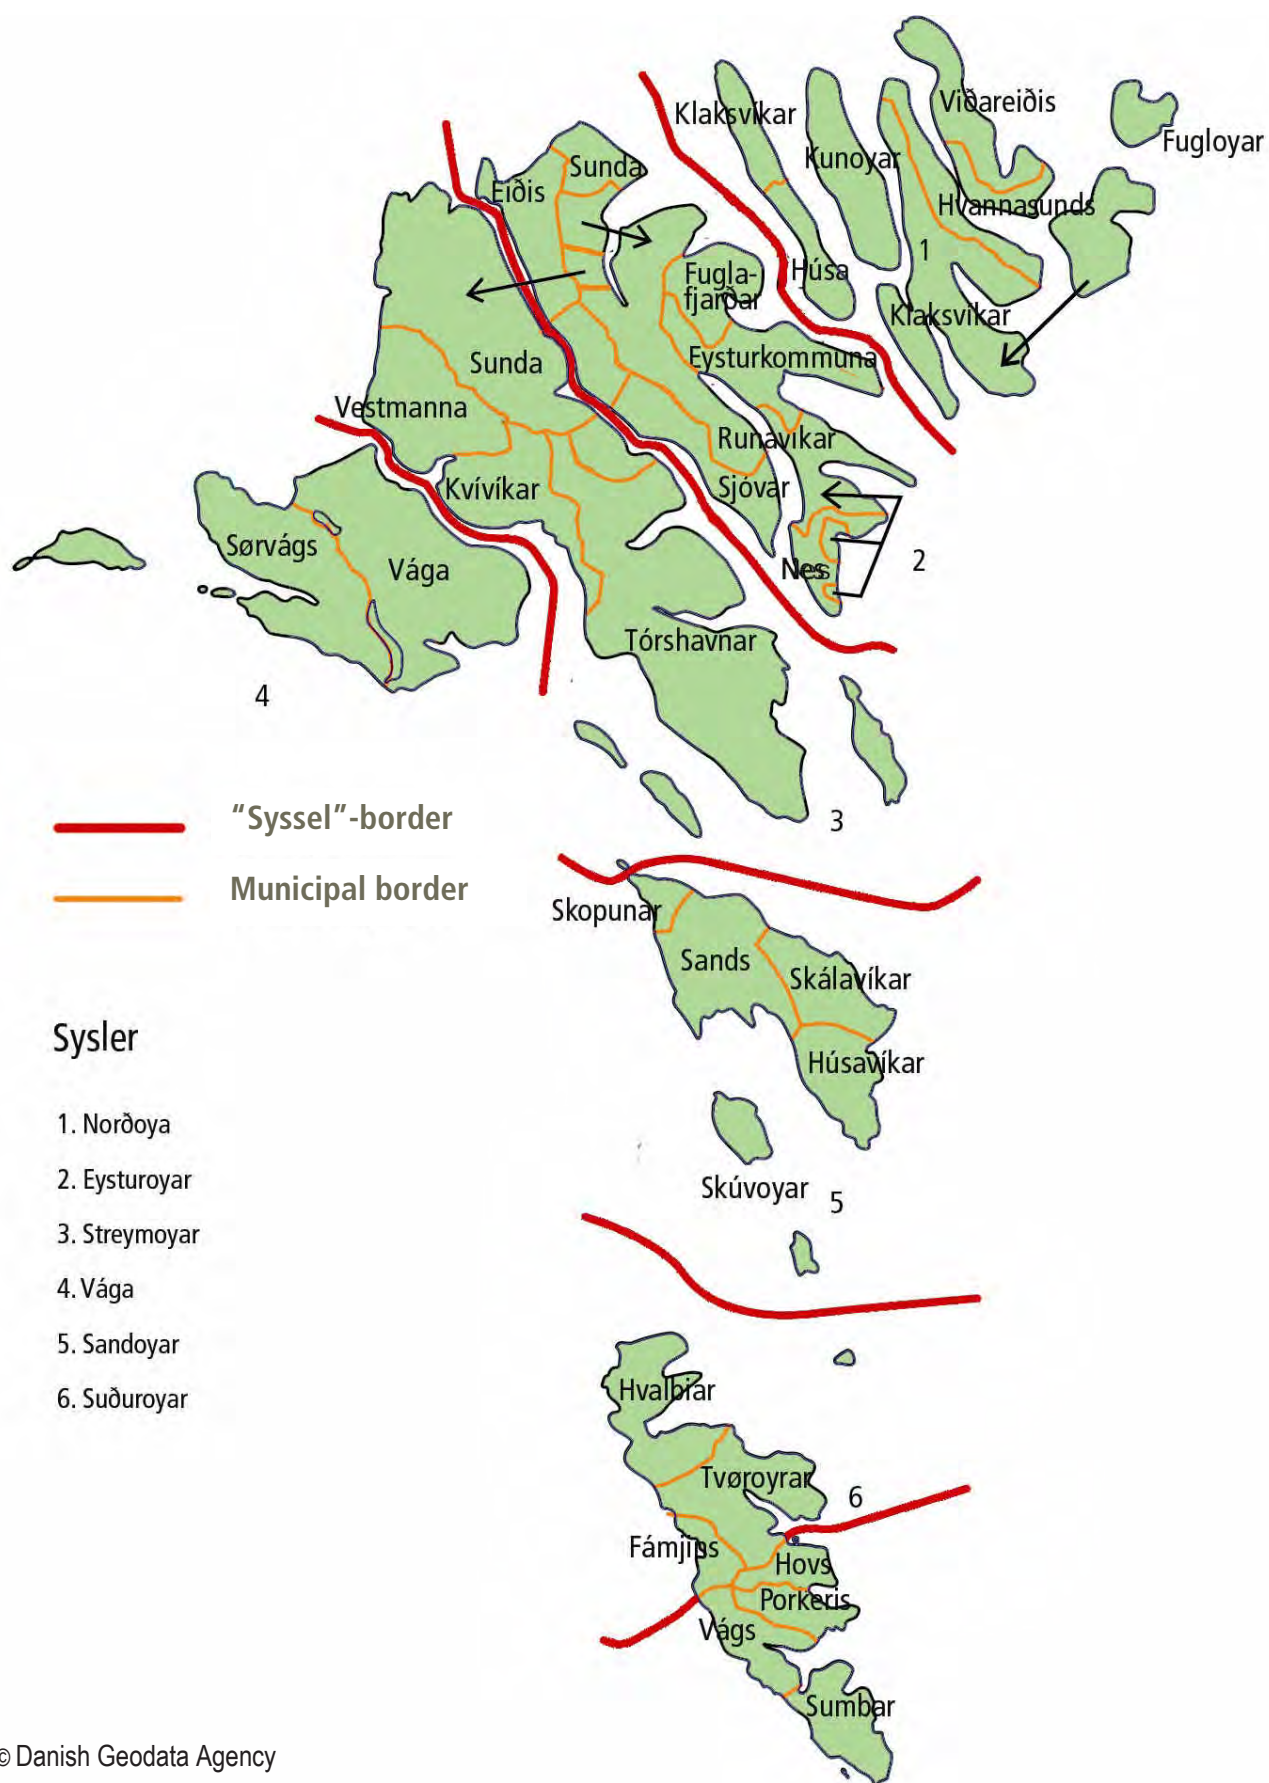 Klaksvíkar
Viðareiðis
Fugloyar
Kunoyar
Sunda
Eiðis
Hvannasunds
1
Húsa
Fugla-
fjarðar
Klaksvíkar
Eysturkommuna
Sunda
Vestmanna
Runavíkar
Sjóvar
Kvívíkar
Sørvágs
Vága
2
Nes
Tórshavnar
4
3
"Syssel"-border
Municipal border
Skopunar
Sands
Skálavíkar
Húsavíkar
Skúvoyar
5
Sysler
1. Norðoya
2. Eysturoyar
3. Streymoyar
4. Vága
5. Sandoyar
6. Suðuroyar
Hvalbiar
Tvøroyrar
6
Fámjins
Hovs
Porkeris
Vágs
Sumbar
© Danish Geodata Agency